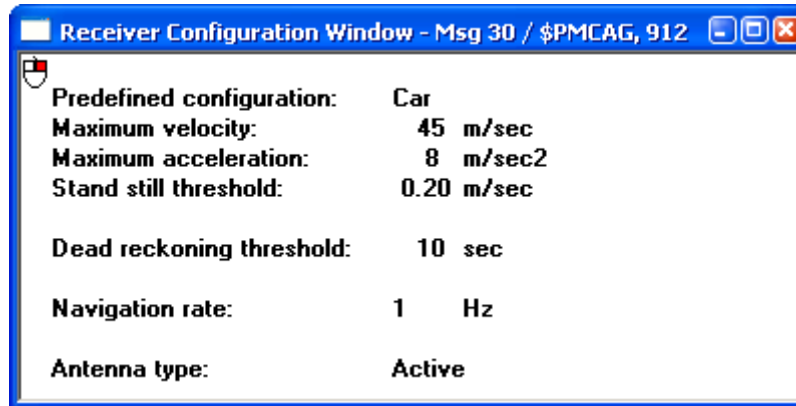 Receiver Configuration Window - Msg 30 / $PMCAG, 912
Predefined configuration: Car
Maximum velocity: 45 m/sec
Maximum acceleration: 8 m/sec2
Stand still threshold: 0.20 m/sec
Dead reckoning threshold: 10 sec
Navigation rate: 1 Hz
Antenna type: Active